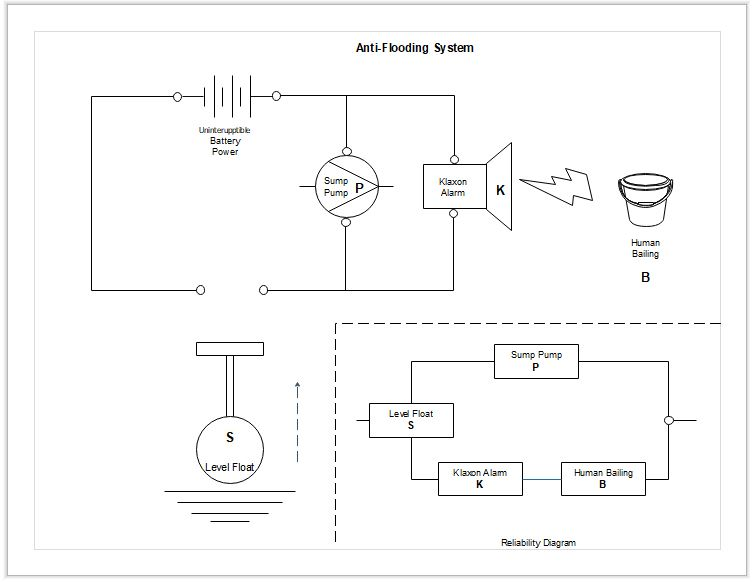 Anti-Flooding System
Uninterupptible
Battery
Power
Sump
Pump
P
Klaxon
Alarm
K
Human
Bailing
B
S
Level Float
Sump Pump
P
Level Float
S
Klaxon Alarm
K
Human Bailing
B
Reliability Diagram